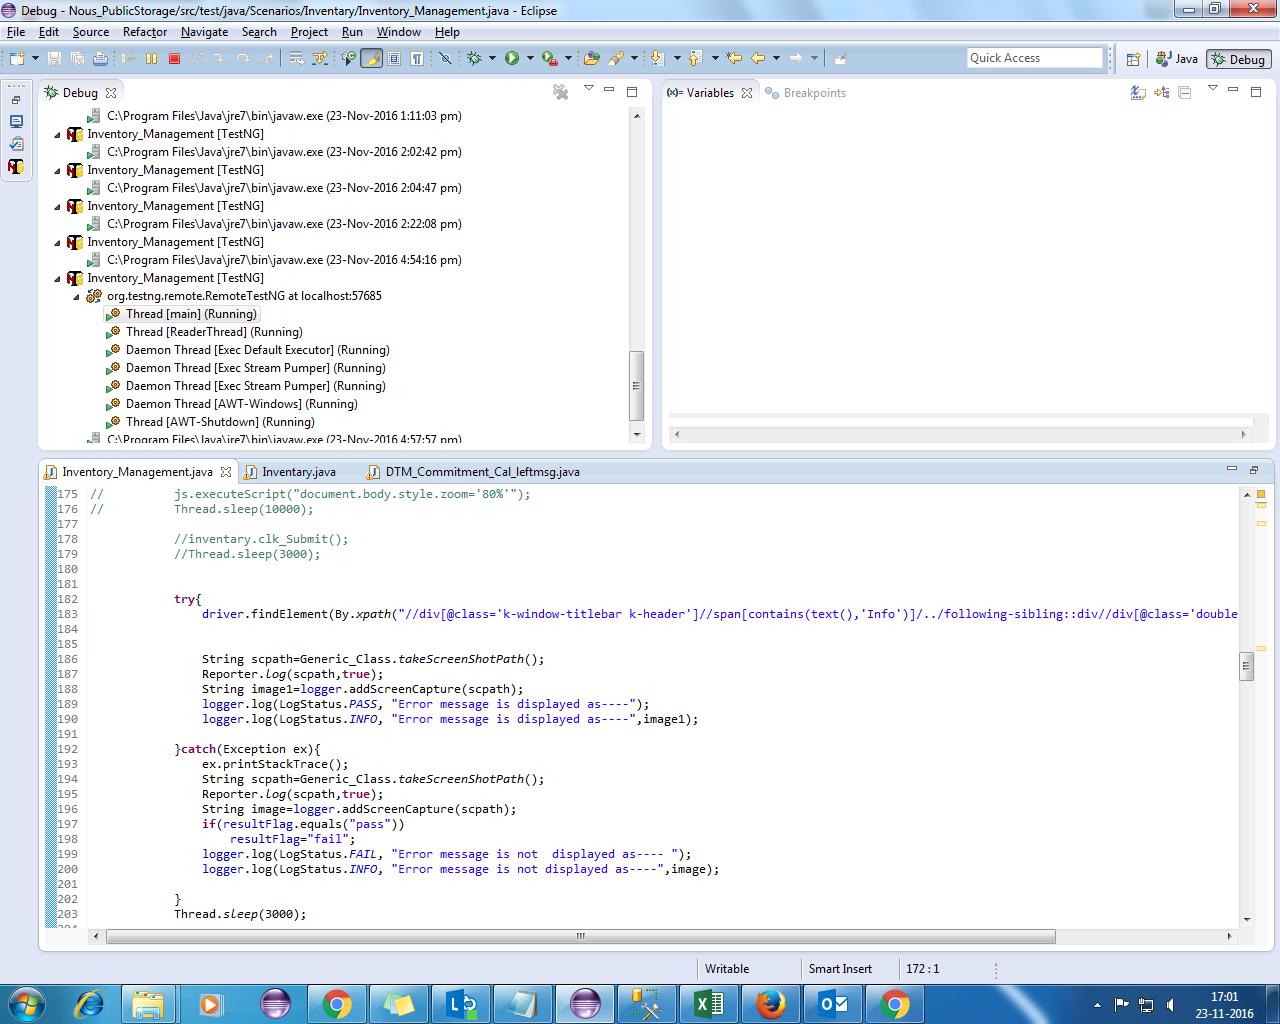 Debug - Nous_PublicStorage/src/test/java/Scenarios/Inventary/Inventory_Management.java - Eclipse
File Edit Source Refactor Navigate Search Project Run Window Help
Quick Access
Java
Debug
Debug
C:\Program Files\Java\jre7\bin\javaw.exe (23-Nov-2016 1:11:03 pm)
Inventory_Management [TestNG]
C:\Program Files\Java\jre7\bin\javaw.exe (23-Nov-2016 2:02:42 pm)
Inventory_Management [TestNG]
C:\Program Files\Java\jre7\bin\javaw.exe (23-Nov-2016 2:04:47 pm)
Inventory_Management [TestNG]
C:\Program Files\Java\jre7\bin\javaw.exe (23-Nov-2016 2:22:08 pm)
Inventory_Management [TestNG]
C:\Program Files\Java\jre7\bin\javaw.exe (23-Nov-2016 4:54:16 pm)
Inventory_Management [TestNG]
org.testng.remote.RemoteTestNG at localhost:57685
Thread [main] (Running)
Thread [ReaderThread] (Running)
Daemon Thread [Exec Default Executor] (Running)
Daemon Thread [Exec Stream Pumper] (Running)
Daemon Thread [Exec Stream Pumper] (Running)
Daemon Thread [AWT-Windows] (Running)
Thread [AWT-Shutdown] (Running)
C:\Program Files\Java\jre7\bin\javaw.exe (23-Nov-2016 4:57:57 pm)
(x)= Variables
Breakpoints
Inventory_Management.java Inventary.java DTM_Commitment_Cal_leftmsg.java
175 // js.executeScript("document.body.style.zoom='80%'");
176 // Thread.sleep(10000);
177
178 //inventary.clk_Submit();
179 //Thread.sleep(3000);
180
181
182 try{
183 driver.findElement(By.xpath("//div[@class='k-window-titlebar k-header']//span[contains(text(),'Info')]/../following-sibling::div//div[@class='double
184
185
186 String scpath=Generic_Class.takeScreenShotPath();
187 Reporter.log(scpath,true);
188 String image1=logger.addScreenCapture(scpath);
189 logger.log(LogStatus.PASS, "Error message is displayed as----");
190 logger.log(LogStatus.INFO, "Error message is displayed as----",image1);
191
192 }catch(Exception ex){
193 ex.printStackTrace();
194 String scpath=Generic_Class.takeScreenShotPath();
195 Reporter.log(scpath,true);
196 String image=logger.addScreenCapture(scpath);
197 if(resultFlag.equals("pass"))
198 resultFlag="fail";
199 logger.log(LogStatus.FAIL, "Error message is not  displayed as---- ");
200 logger.log(LogStatus.INFO, "Error message is not displayed as----",image);
201
202 }
203 Thread.sleep(3000);
Writable Smart Insert 172 : 1
17:01
23-11-2016